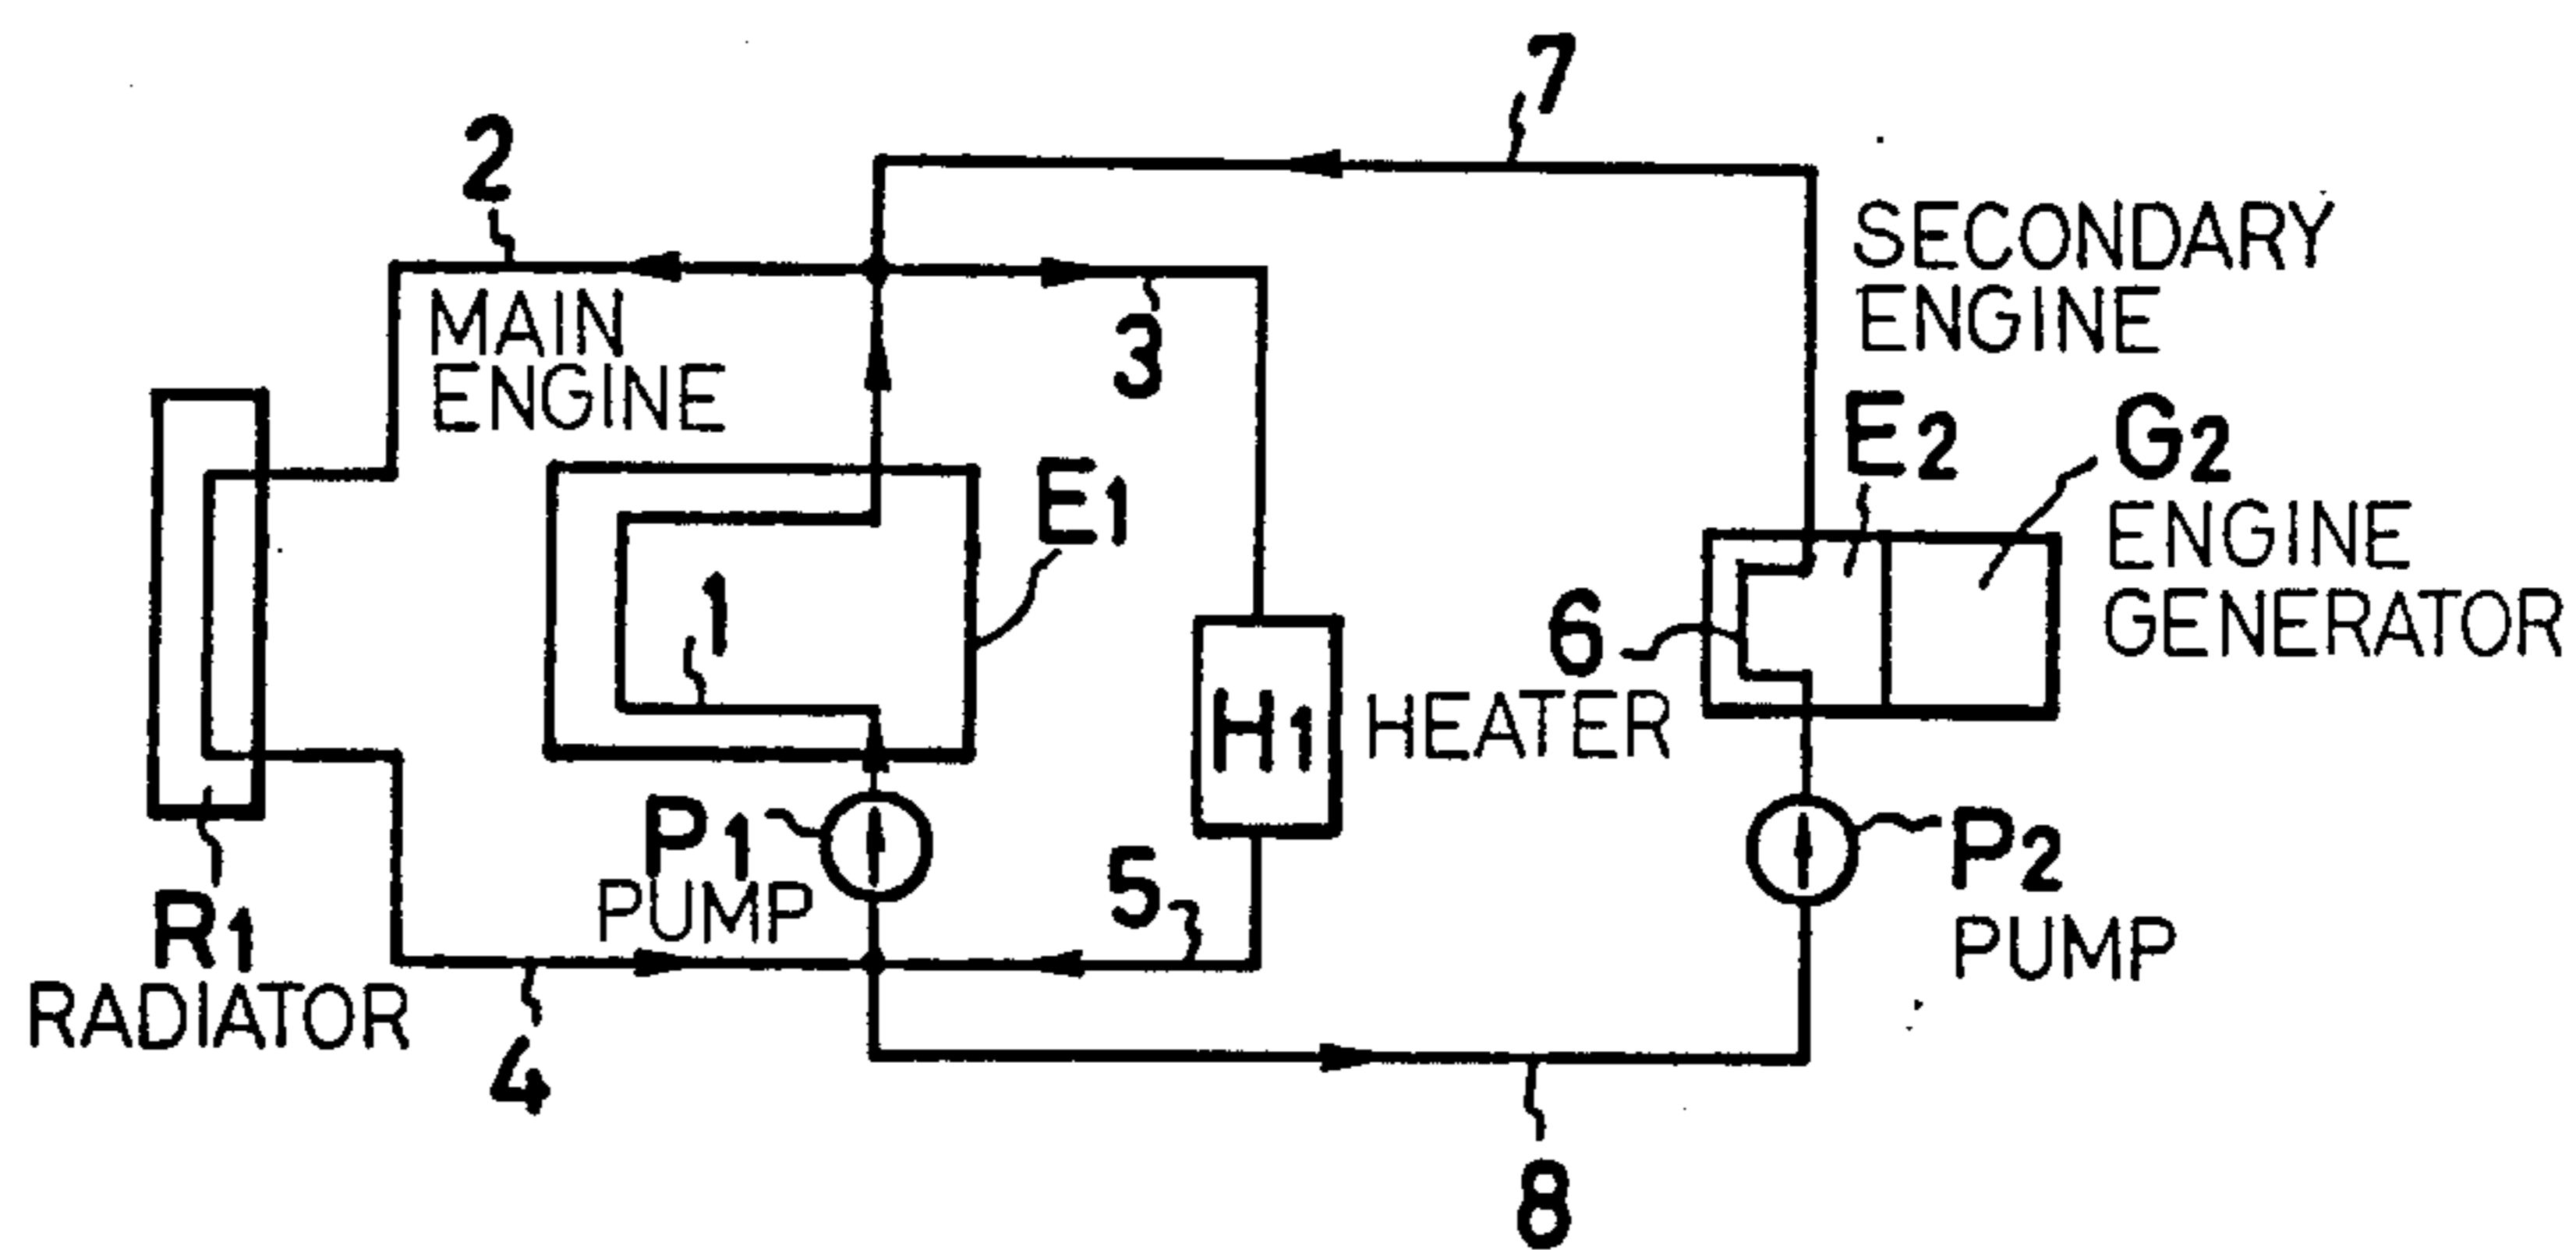 7
2
SECONDARY
ENGINE
MAIN
ENGINE
3
E2
G2
ENGINE
GENERATOR
E1
1
6
H1
HEATER
P1
PUMP
P2
PUMP
5
R1
RADIATOR
4
8